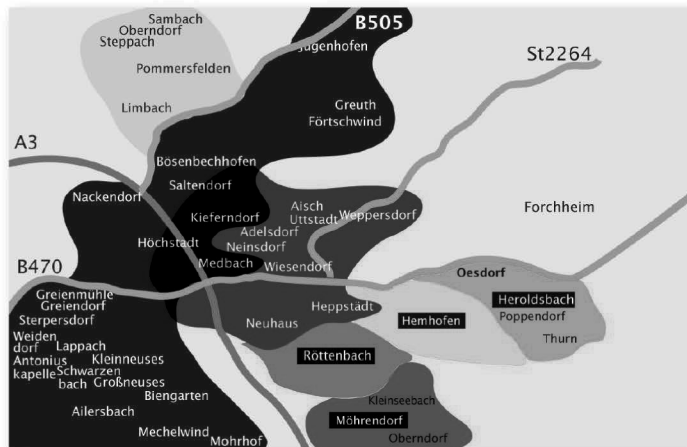 Sambach
Oberndorf
Steppach
Pommersfelden
Limbach
B505
Jugenhofen
St2264
Greuth
Förtschwind
A3
Bösenbechhofen
Saltendorf
Nackendorf
Aisch
Uttstadt
Weppersdorf
Kieferndorf
Adelsdorf
Neinsdorf
Forchheim
Höchstadt
Medbach
Wiesendorf
B470
Oesdorf
Greienmühle
Greiendorf
Sterpersdorf
Heppstädt
Heroldsbach
Poppendorf
Neuhaus
Hemhofen
Thurn
Weiden
dorf
Lappach
Antonius
kapelle
Kleinneuses
Schwarzen
bach
Großneuses
Röttenbach
Biengarten
Ailersbach
Kleinseebach
Möhrendorf
Mechelwind
Mohrhof
Oberndorf